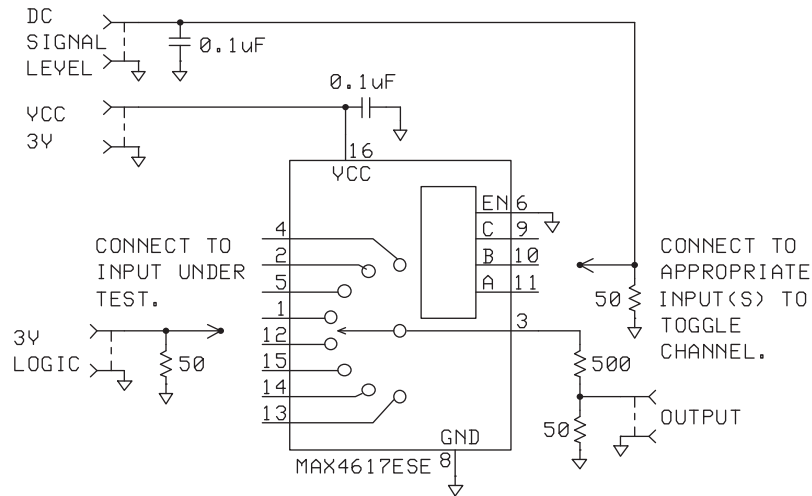 DC
SIGNAL
LEVEL
0.1uF
0.1uF
VCC
3V
16
VCC
EN 6
C 9
B 10
A 11
4
2
5
1
12
15
14
13
3
CONNECT TO
INPUT UNDER
TEST.
3V
LOGIC
50
CONNECT TO
APPROPRIATE
INPUT(S) TO
TOGGLE
CHANNEL.
50
500
50
OUTPUT
GND
8
MAX4617ESE